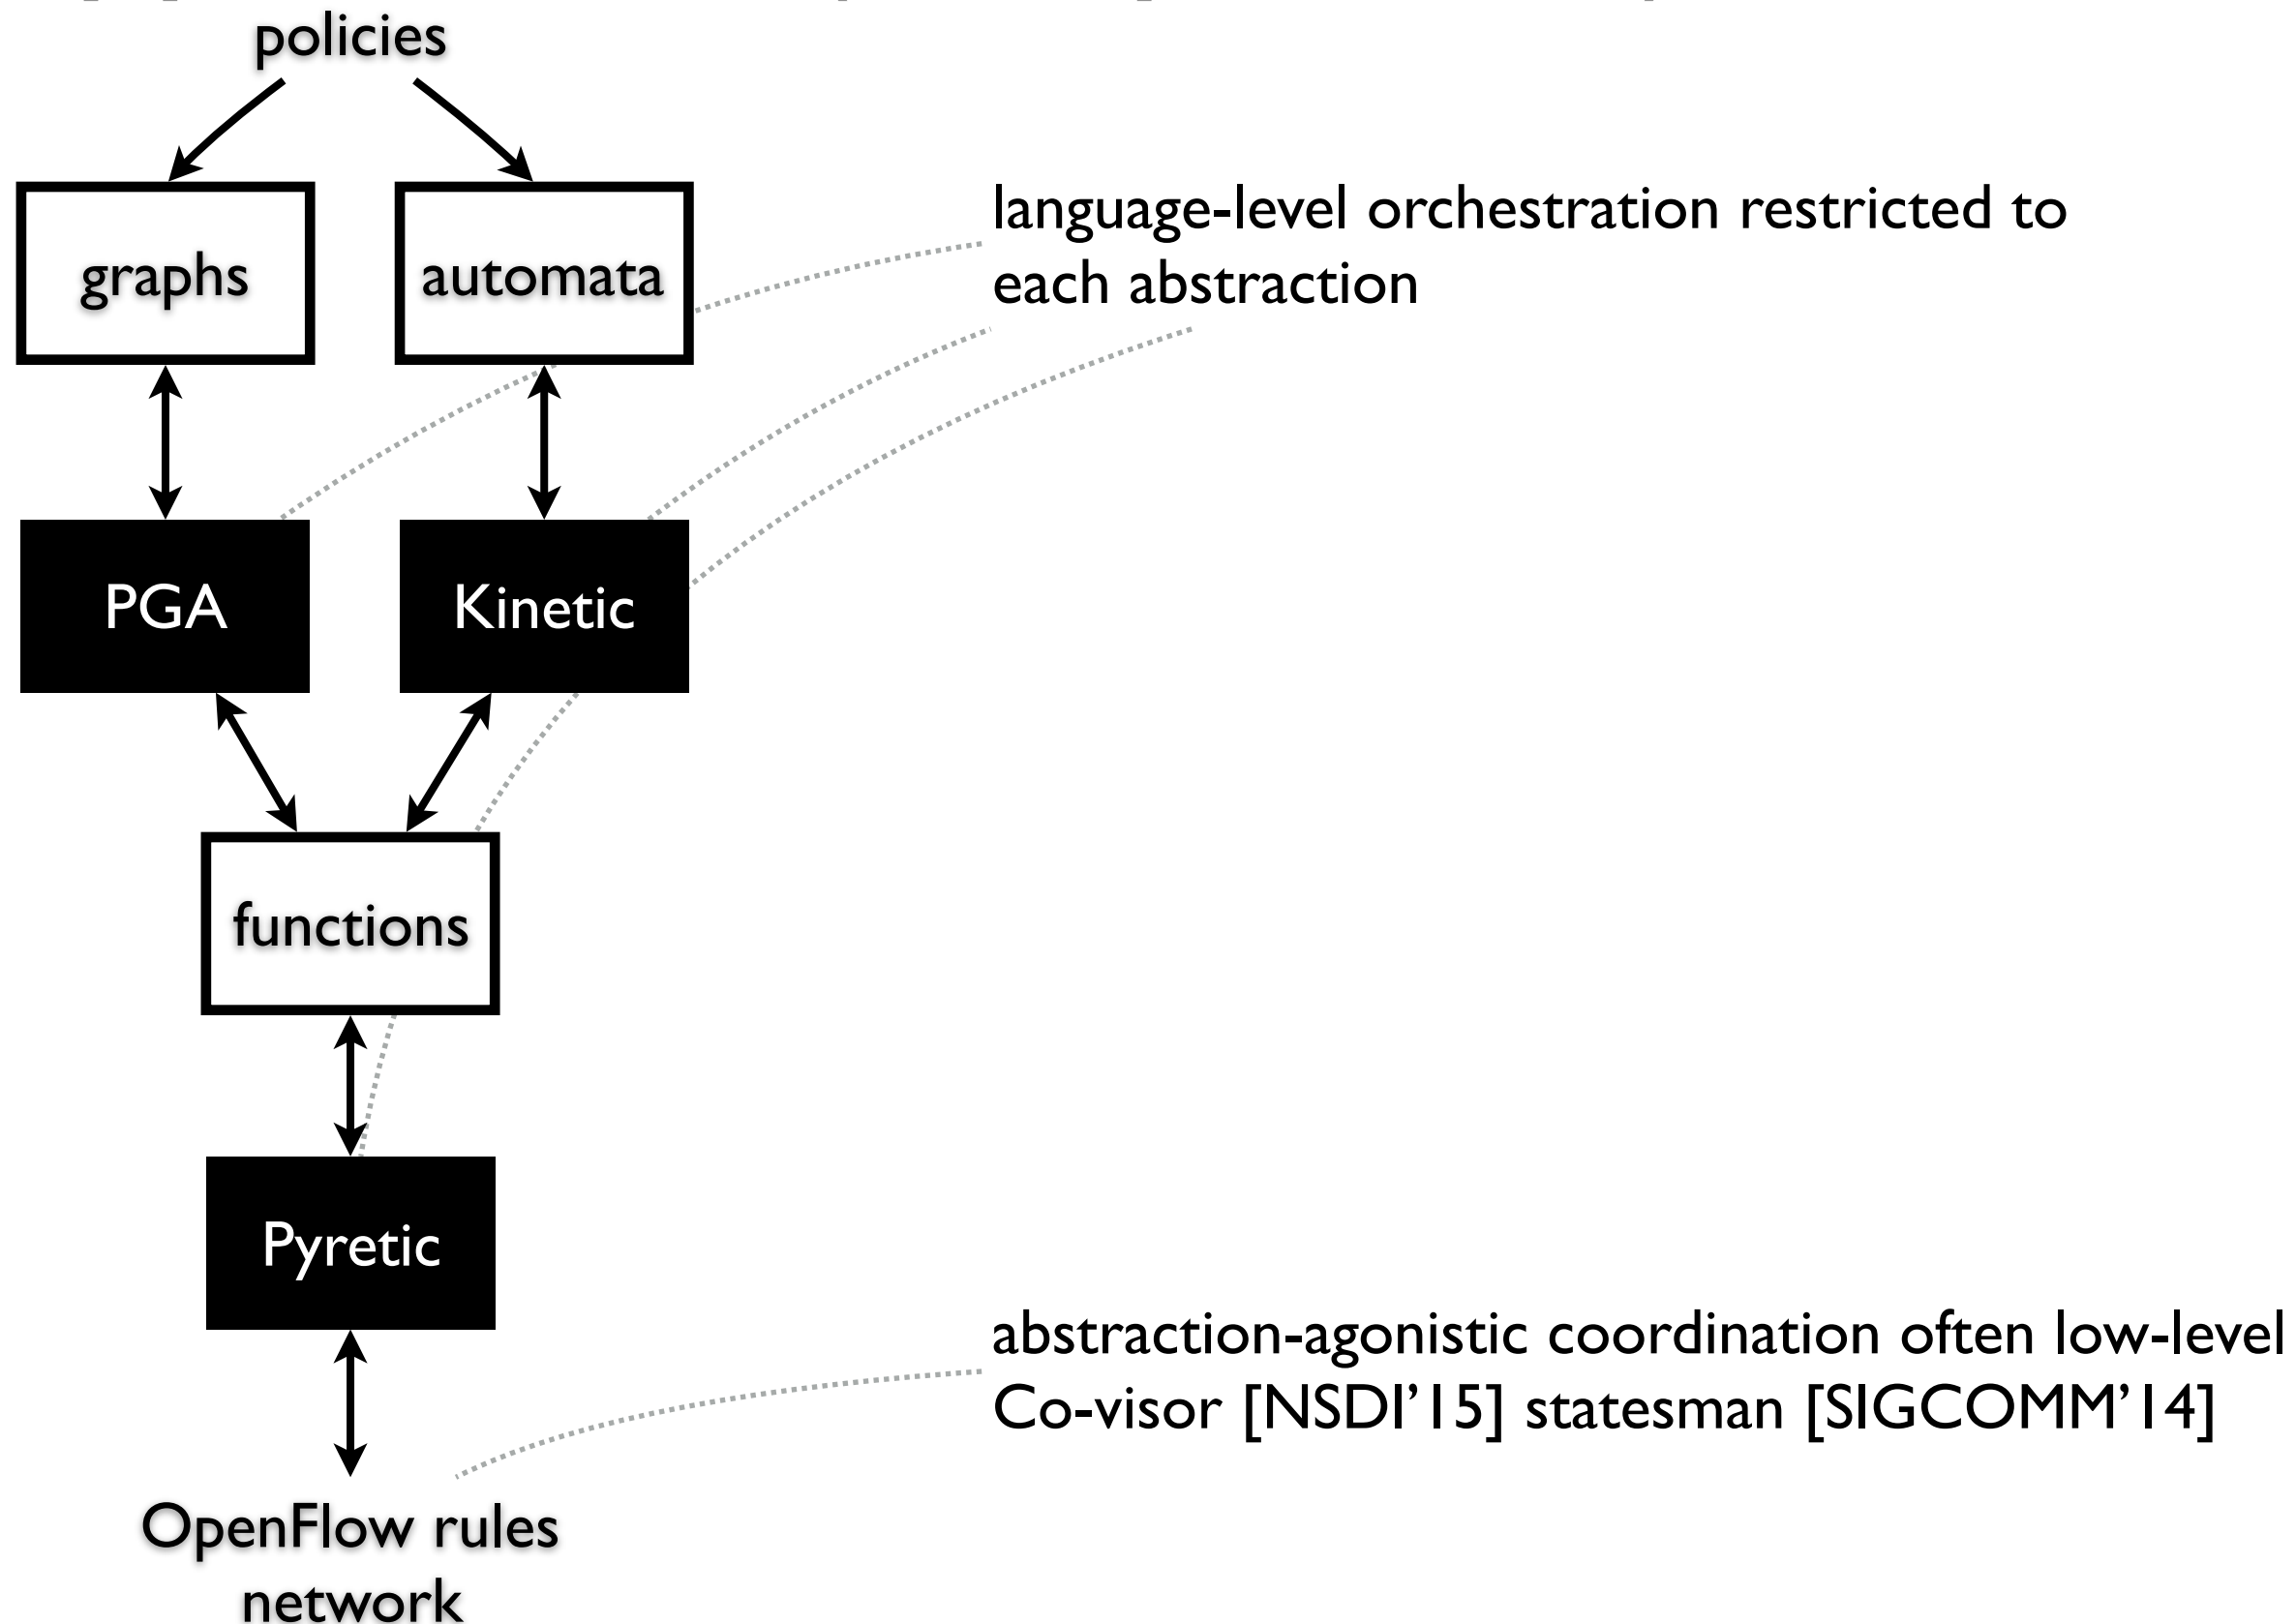 policies
graphs
automata
language-level orchestration restricted to
each abstraction
PGA
Kinetic
functions
Pyretic
abstraction-agonistic coordination often low-level
Co-visor [NSDI’15] statesman [SIGCOMM’14]
OpenFlow rules
network